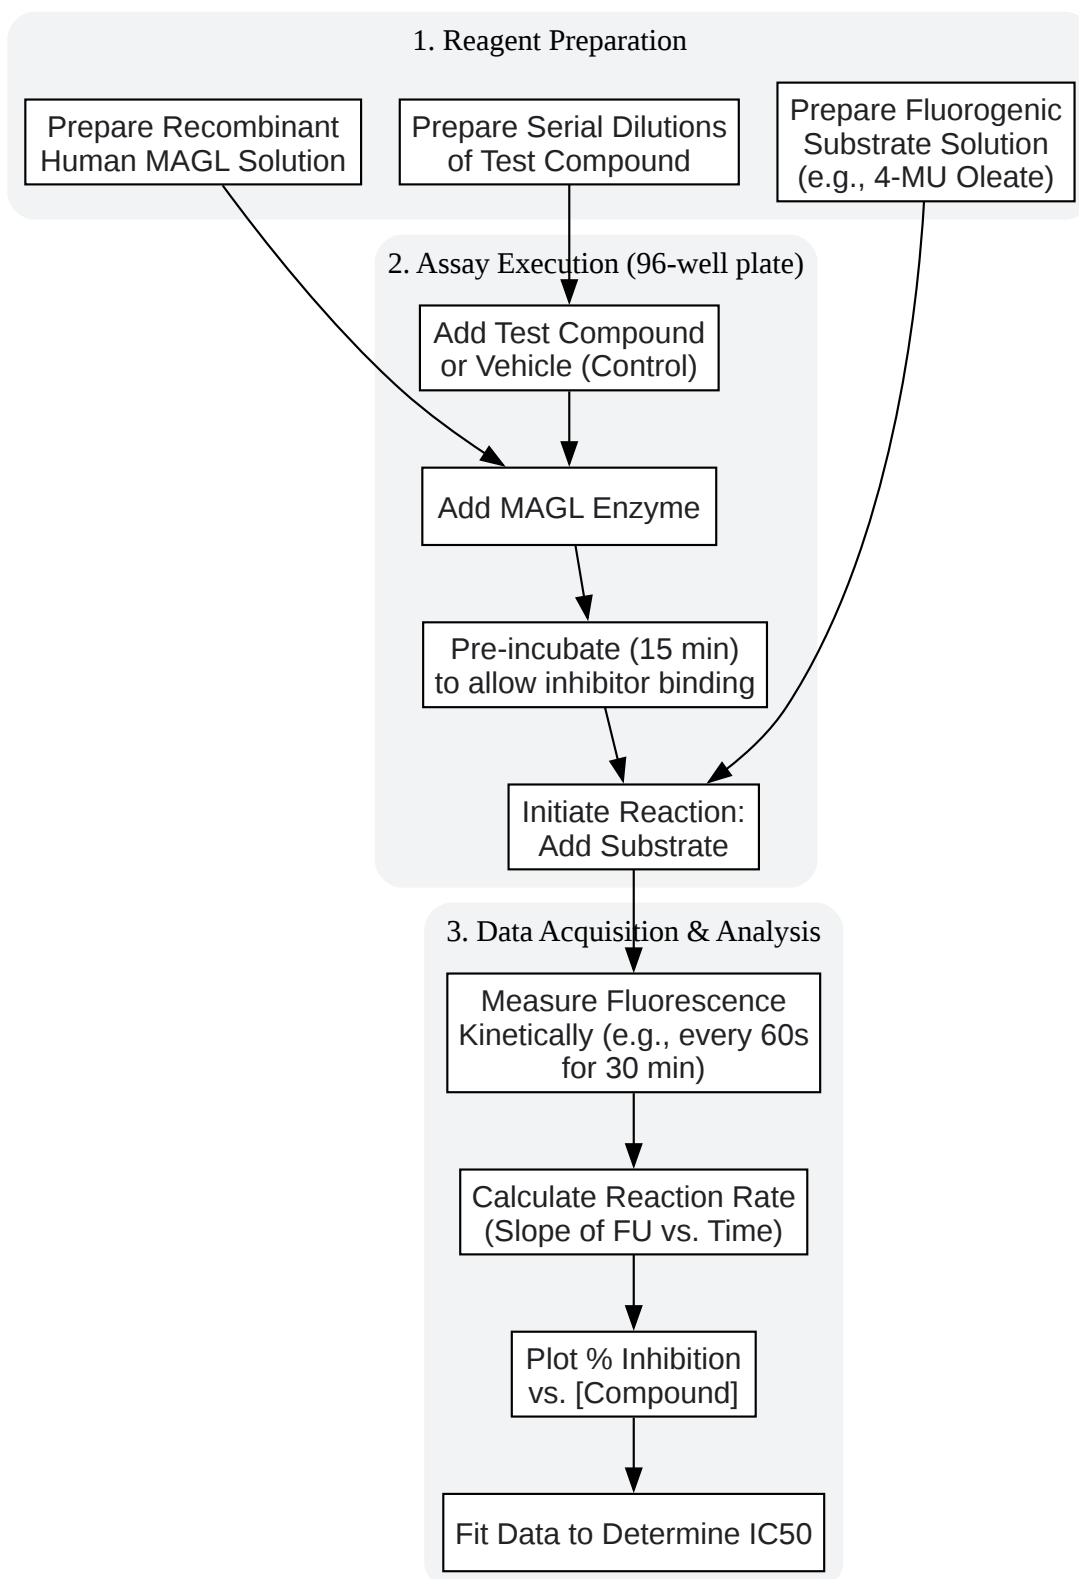 1. Reagent Preparation
Prepare Recombinant
Human MAGL Solution
Prepare Serial Dilutions
of Test Compound
Prepare Fluorogenic
Substrate Solution
(e.g., 4-MU Oleate)
2. Assay Execution (96-well plate)
Add Test Compound
or Vehicle (Control)
Add MAGL Enzyme
Pre-incubate (15 min)
to allow inhibitor binding
Initiate Reaction:
Add Substrate
3. Data Acquisition & Analysis
Measure Fluorescence
Kinetically (e.g., every 60s
for 30 min)
Calculate Reaction Rate
(Slope of FU vs. Time)
Plot % Inhibition
vs. [Compound]
Fit Data to Determine IC50